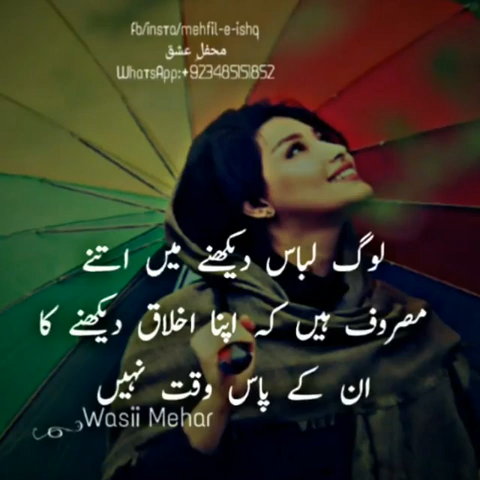 fb/insta/mehfil-e-ishq
محفل عشق
WhatsApp:+923485151852
لوگ لباس دیکھنے میں اتنے
مصروف ہیں کہ اپنا اخلاق دیکھنے کا
ان کے پاس وقت نہیں
Wasii Mehar